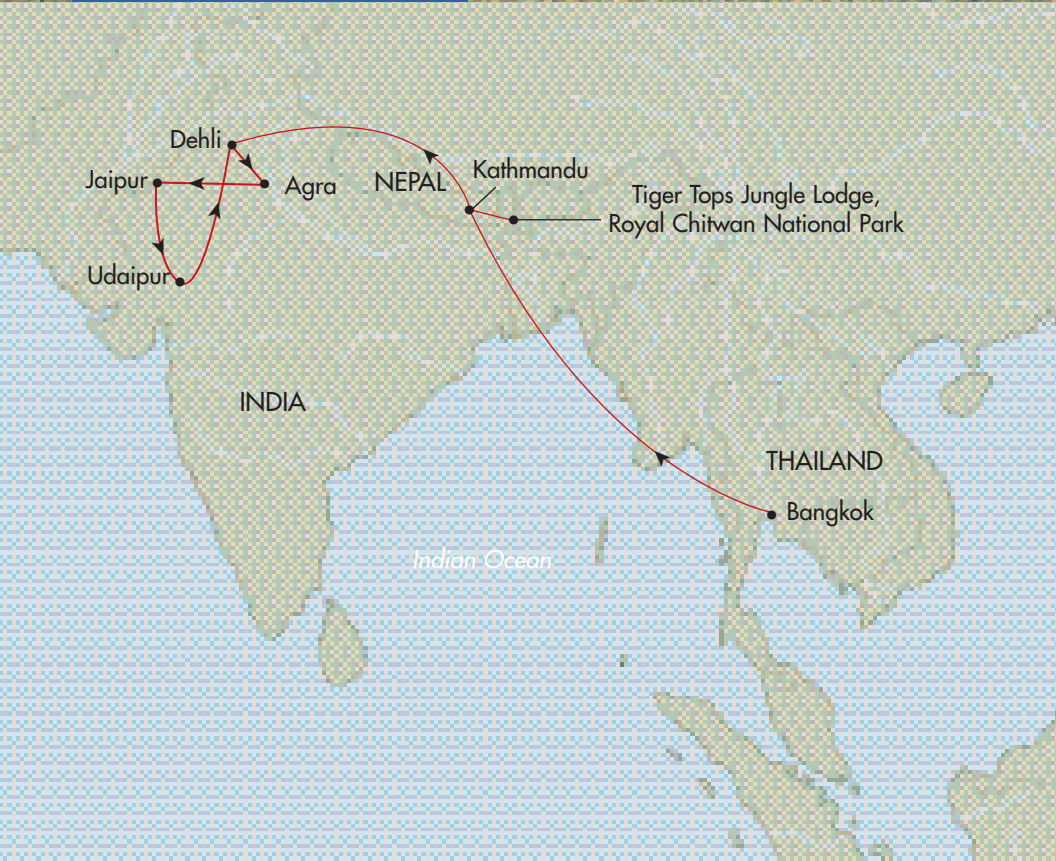 Dehli
Jaipur
Agra
NEPAL
Kathmandu
Tiger Tops Jungle Lodge,
Royal Chitwan National Park
Udaipur
INDIA
THAILAND
Bangkok
Indian Ocean